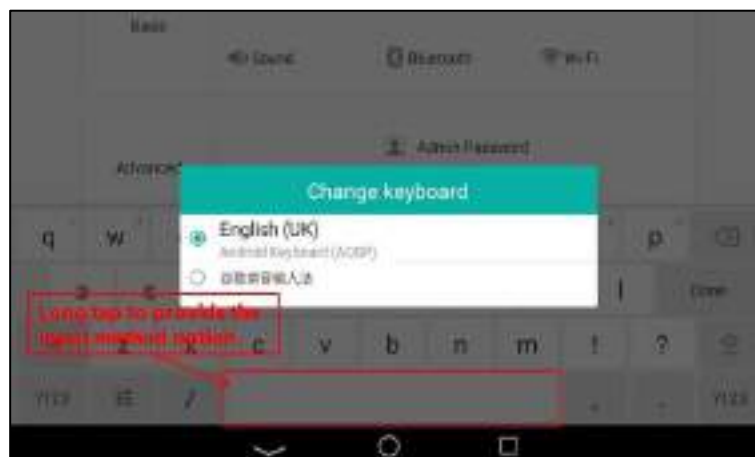 Basic
Sound Bluetooth Wi-Fi
Admin Password
Advanced
Change keyboard
English (UK)
Android Keyboard (AOSP)
q w p
l Done
Long tap to provide the
input method option
z x c v b n m ! ?
/ , .